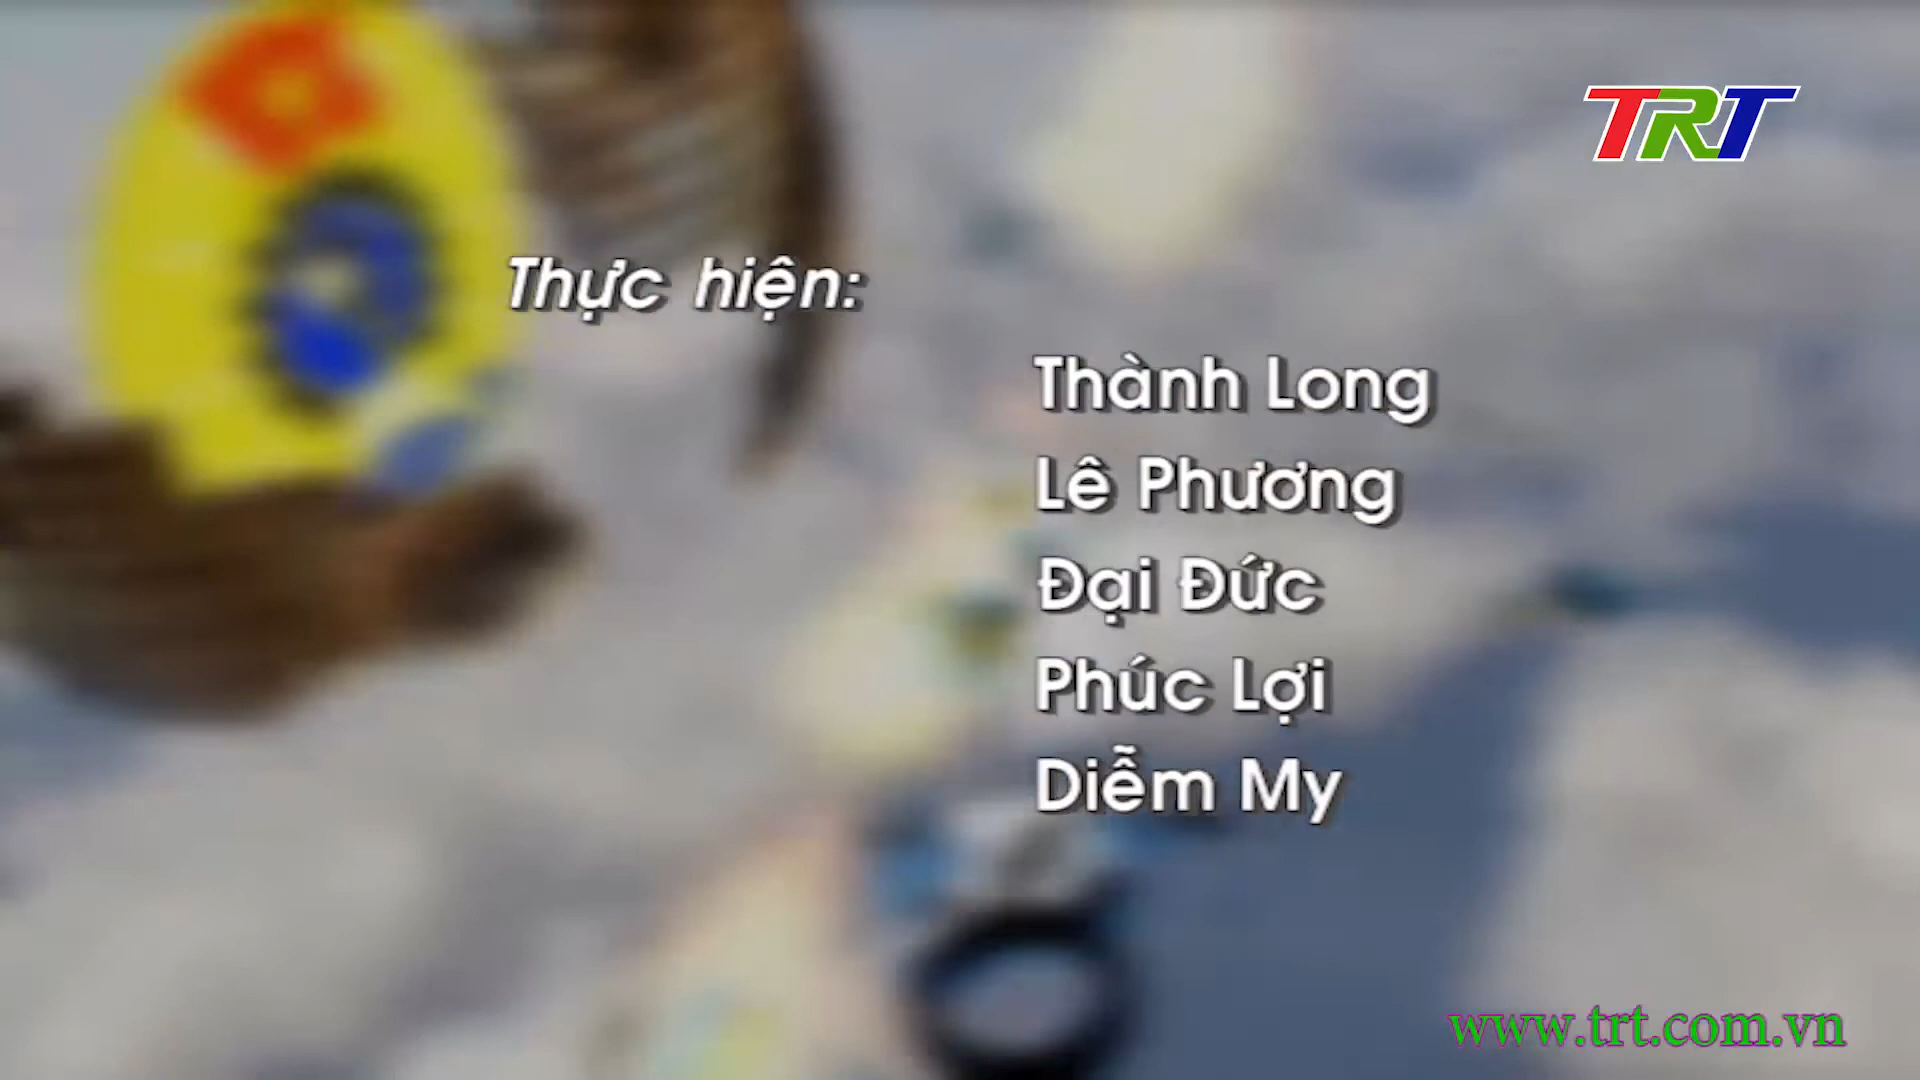 TRT
Thực hiện:
Thành Long
Lê Phương
Đại Đức
Phúc Lợi
Diễm My
www.trt.com.vn